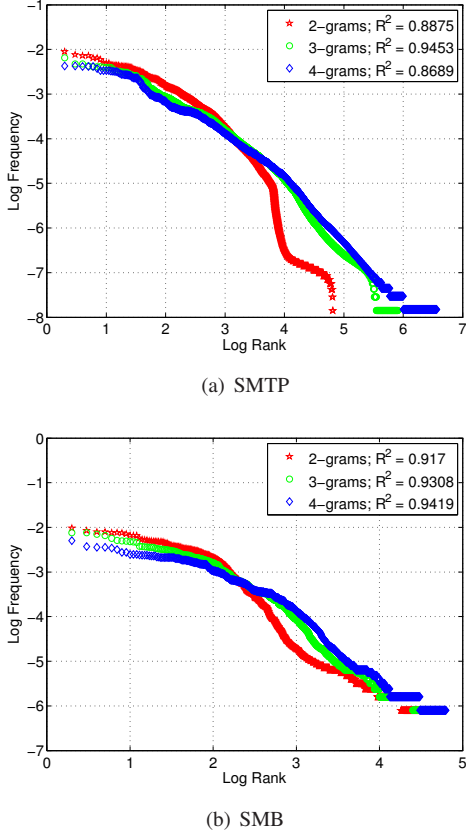 −1
−2
−3
−4
−5
−6
−7
−8
Log Frequency
2−grams; R2 = 0.8875
3−grams; R2 = 0.9453
4−grams; R2 = 0.8689
0 1 2 3 4 5 6 7
Log Rank
(a) SMTP
0
−1
−2
−3
−4
−5
−6
−7
Log Frequency
2−grams; R2 = 0.917
3−grams; R2 = 0.9308
4−grams; R2 = 0.9419
0 1 2 3 4 5
Log Rank
(b) SMB